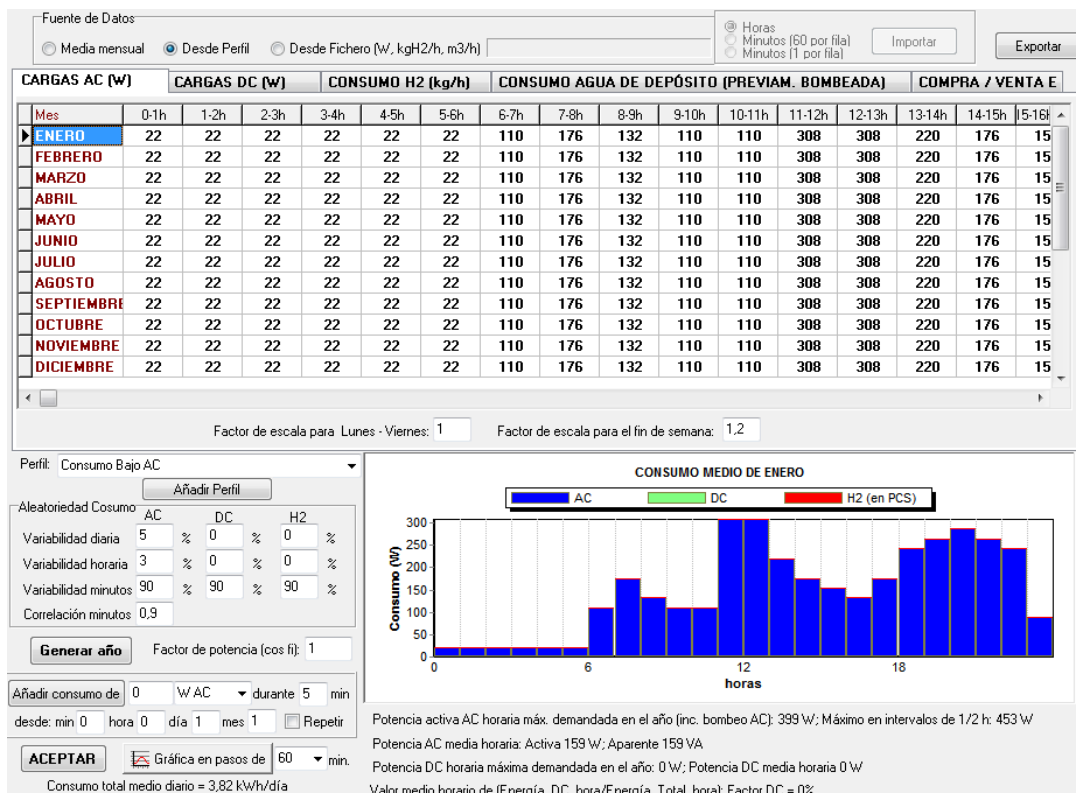 Fuente de Datos
Media mensual Desde Perfil Desde Fichero (W, kgH2/h, m3/h)
Horas
Minutos (60 por fila)
Minutos (1 por fila)
Importar
Exportar
CARGAS AC (W) CARGAS DC (W) CONSUMO H2 (kg/h) CONSUMO AGUA DE DEPÓSITO (PREVIAM. BOMBEADA) COMPRA / VENTA E
Mes 0-1h 1-2h 2-3h 3-4h 4-5h 5-6h 6-7h 7-8h 8-9h 9-10h 10-11h 11-12h 12-13h 13-14h 14-15h 15-16h
ENERO 22 22 22 22 22 22 110 176 132 110 110 308 308 220 176 15
FEBRERO 22 22 22 22 22 22 110 176 132 110 110 308 308 220 176 15
MARZO 22 22 22 22 22 22 110 176 132 110 110 308 308 220 176 15
ABRIL 22 22 22 22 22 22 110 176 132 110 110 308 308 220 176 15
MAYO 22 22 22 22 22 22 110 176 132 110 110 308 308 220 176 15
JUNIO 22 22 22 22 22 22 110 176 132 110 110 308 308 220 176 15
JULIO 22 22 22 22 22 22 110 176 132 110 110 308 308 220 176 15
AGOSTO 22 22 22 22 22 22 110 176 132 110 110 308 308 220 176 15
SEPTIEMBRE 22 22 22 22 22 22 110 176 132 110 110 308 308 220 176 15
OCTUBRE 22 22 22 22 22 22 110 176 132 110 110 308 308 220 176 15
NOVIEMBRE 22 22 22 22 22 22 110 176 132 110 110 308 308 220 176 15
DICIEMBRE 22 22 22 22 22 22 110 176 132 110 110 308 308 220 176 15
Factor de escala para Lunes - Viernes: 1 Factor de escala para el fin de semana: 1,2
Perfil: Consumo Bajo AC
Añadir Perfil
Aleatoriedad Cosumo
AC DC H2
Variabilidad diaria 5 % 0 % 0 %
Variabilidad horaria 3 % 0 % 0 %
Variabilidad minutos 90 % 90 % 90 %
Correlación minutos 0,9
Generar año Factor de potencia (cos fi): 1
Añadir consumo de 0 W AC durante 5 min
desde: min 0 hora 0 día 1 mes 1 Repetir
ACEPTAR Gráfica en pasos de 60 min.
Consumo total medio diario = 3,82 kWh/día
CONSUMO MEDIO DE ENERO
AC DC H2 (en PCS)
Consumo (W)
300
250
200
150
100
50
0
0 6 12 18
horas
Potencia activa AC horaria máx. demandada en el año (inc. bombeo AC): 399 W; Máximo en intervalos de 1/2 h: 453 W
Potencia AC media horaria: Activa 159 W; Aparente 159 VA
Potencia DC horaria máxima demandada en el año: 0 W; Potencia DC media horaria 0 W
Valor medio horario de (Energía_DC_hora/Energía_Total_hora): Factor DC = 0%